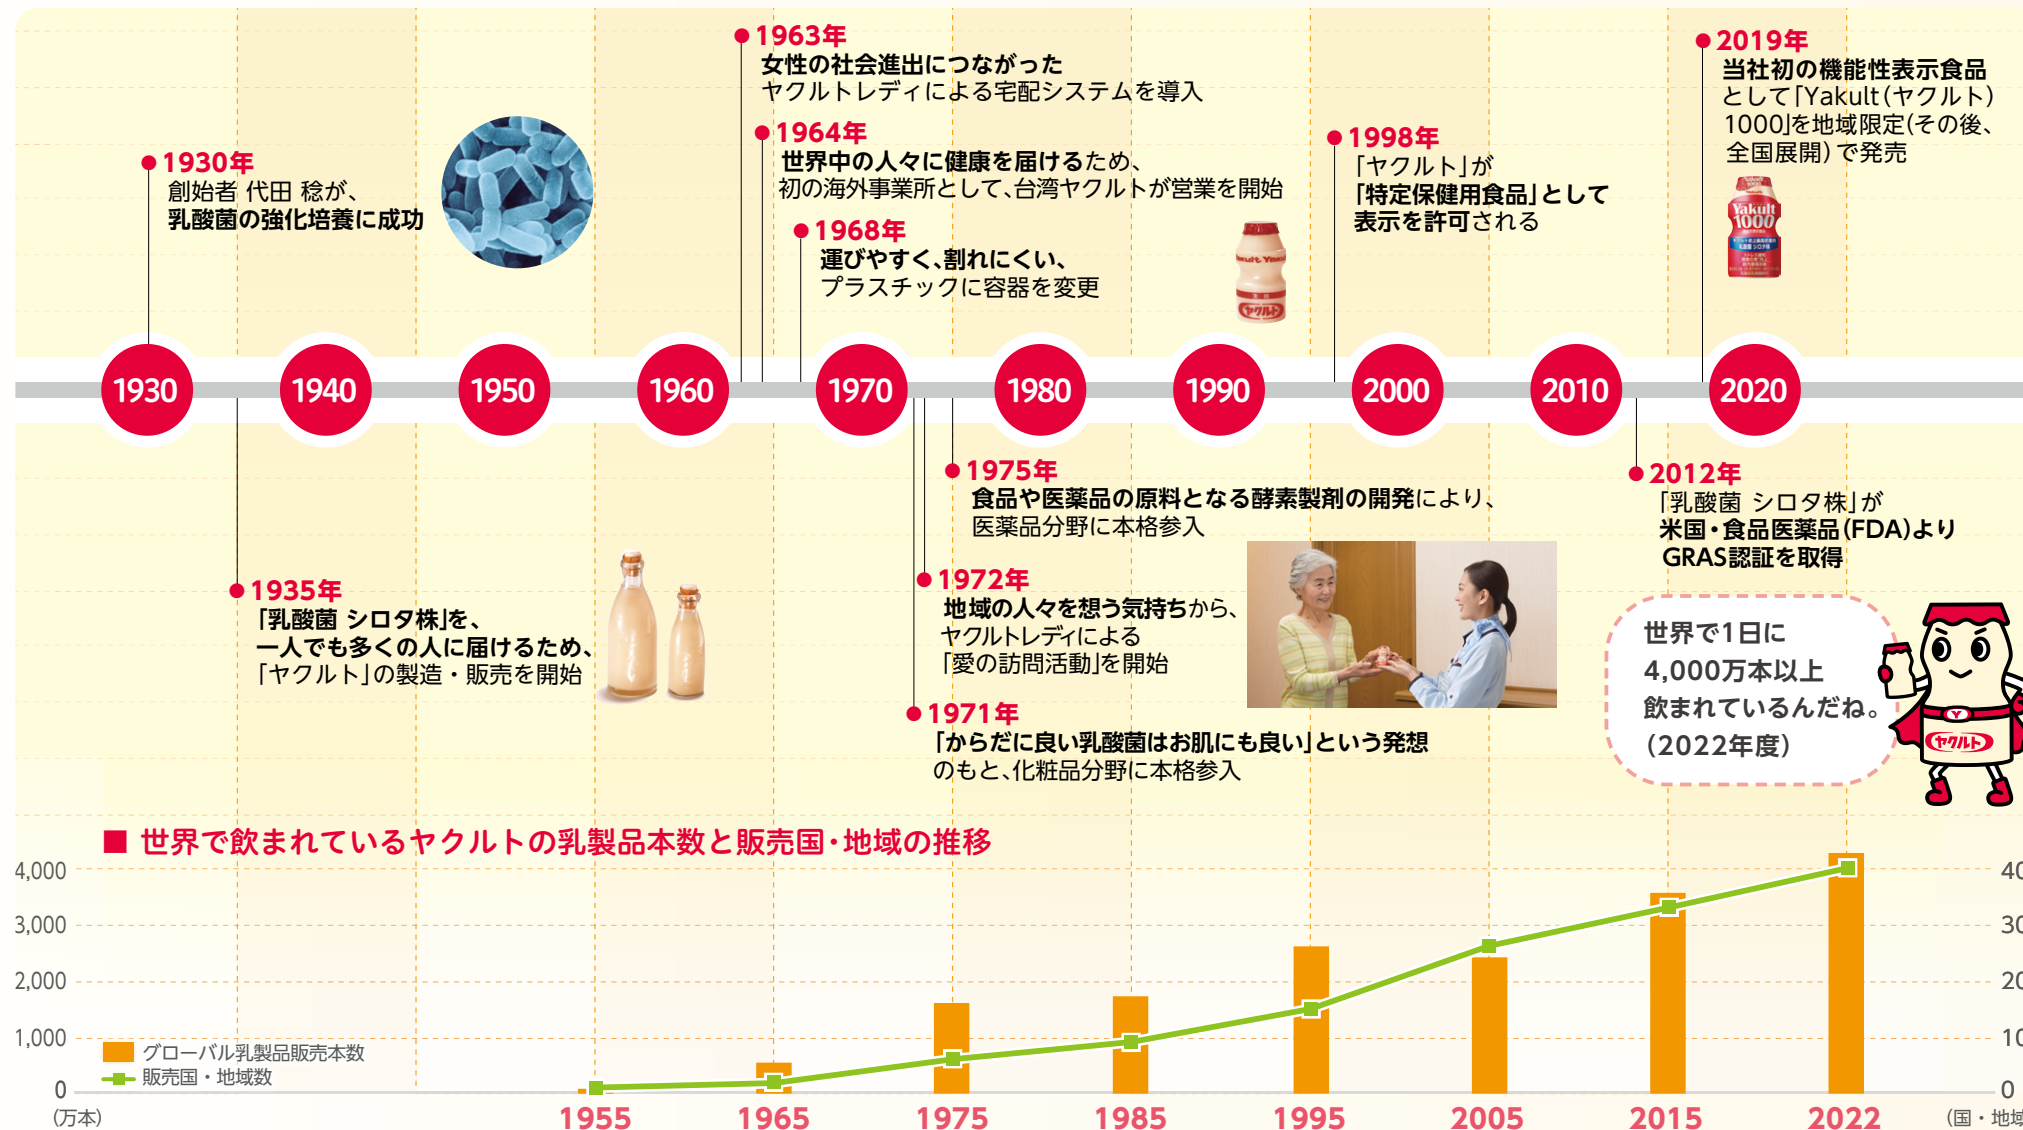 1963年
女性の社会進出につながった
ヤクルトレディによる宅配システムを導入
1964年
世界中の人々に健康を届けるため、
初の海外事業所として、台湾ヤクルトが営業を開始
1968年
運びやすく、割れにくい、
プラスチックに容器を変更
1930年
創始者 代田 稔が、
乳酸菌の強化培養に成功
1998年
「ヤクルト」が
「特定保健用食品」として
表示を許可される
2019年
当社初の機能性表示食品
として「Yakult(ヤクルト)
1000」を地域限定(その後、
全国展開)で発売
Yakult
1000
ヤクルト
1930
1940
1950
1960
1970
1980
1990
2000
2010
2020
1935年
「乳酸菌 シロタ株」を、
一人でも多くの人に届けるため、
「ヤクルト」の製造・販売を開始
1975年
食品や医薬品の原料となる酵素製剤の開発により、
医薬品分野に本格参入
1972年
地域の人々を想う気持ちから、
ヤクルトレディによる
「愛の訪問活動」を開始
1971年
「からだに良い乳酸菌はお肌にも良い」という発想
のもと、化粧品分野に本格参入
2012年
「乳酸菌 シロタ株」が
米国・食品医薬品(FDA)より
GRAS認証を取得
世界で1日に
4,000万本以上
飲まれているんだね。
(2022年度)
Y
ヤクルト
■ 世界で飲まれているヤクルトの乳製品本数と販売国・地域の推移
4,000
3,000
2,000
1,000
0
(万本)
グローバル乳製品販売本数
販売国・地域数
40
30
20
10
0
(国・地域
1955
1965
1975
1985
1995
2005
2015
2022